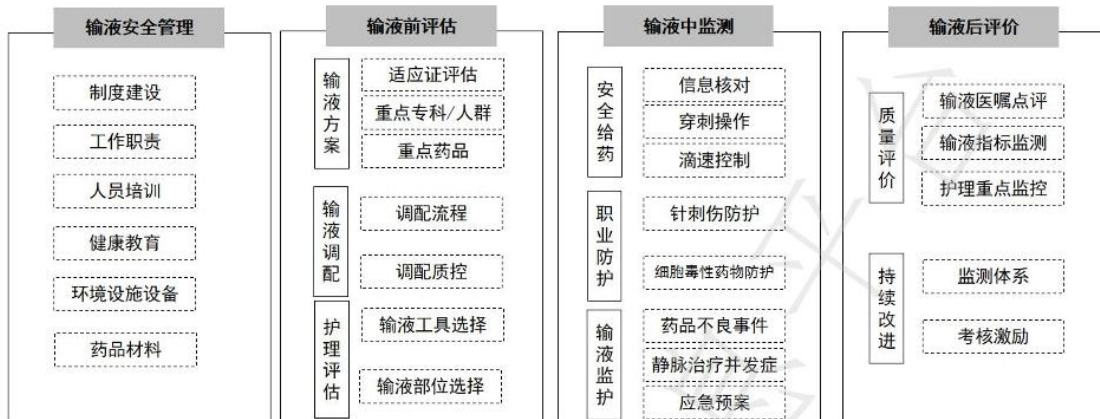 输液安全管理
制度建设
工作职责
人员培训
健康教育
环境设施设备
药品材料
输液前评估
输液方案
适应证评估
重点专科/人群
重点药品
输液调配
调配流程
调配质控
护理评估
输液工具选择
输液部位选择
输液中监测
安全给药
信息核对
穿刺操作
滴速控制
职业防护
针刺伤防护
细胞毒性药物防护
输液监护
药品不良事件
静脉治疗并发症
应急预案
输液后评价
质量评价
输液医嘱点评
输液指标监测
护理重点监控
持续改进
监测体系
考核激励